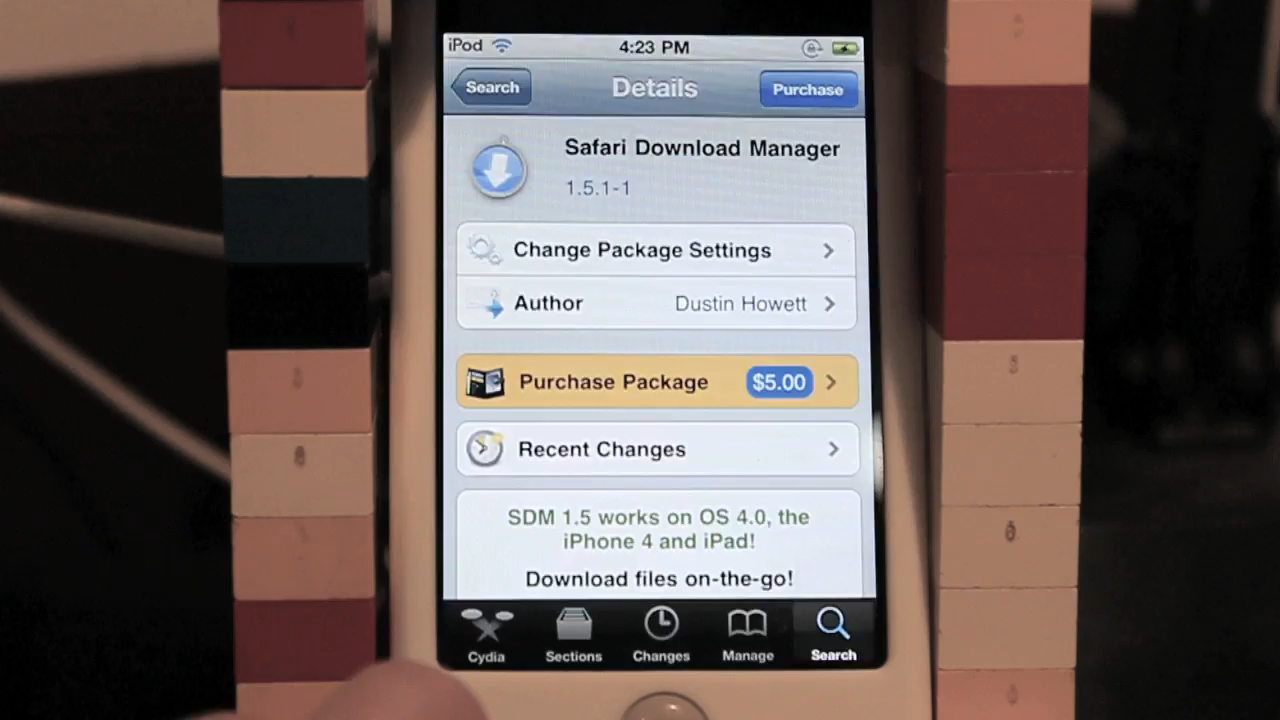 iPod 4:23 PM
Search Details Purchase
Safari Download Manager
1.5.1-1
Change Package Settings
Author Dustin Howett
Purchase Package $5.00
Recent Changes
SDM 1.5 works on OS 4.0, the
iPhone 4 and iPad!
Download files on-the-go!
Cydia Sections Changes Manage Search